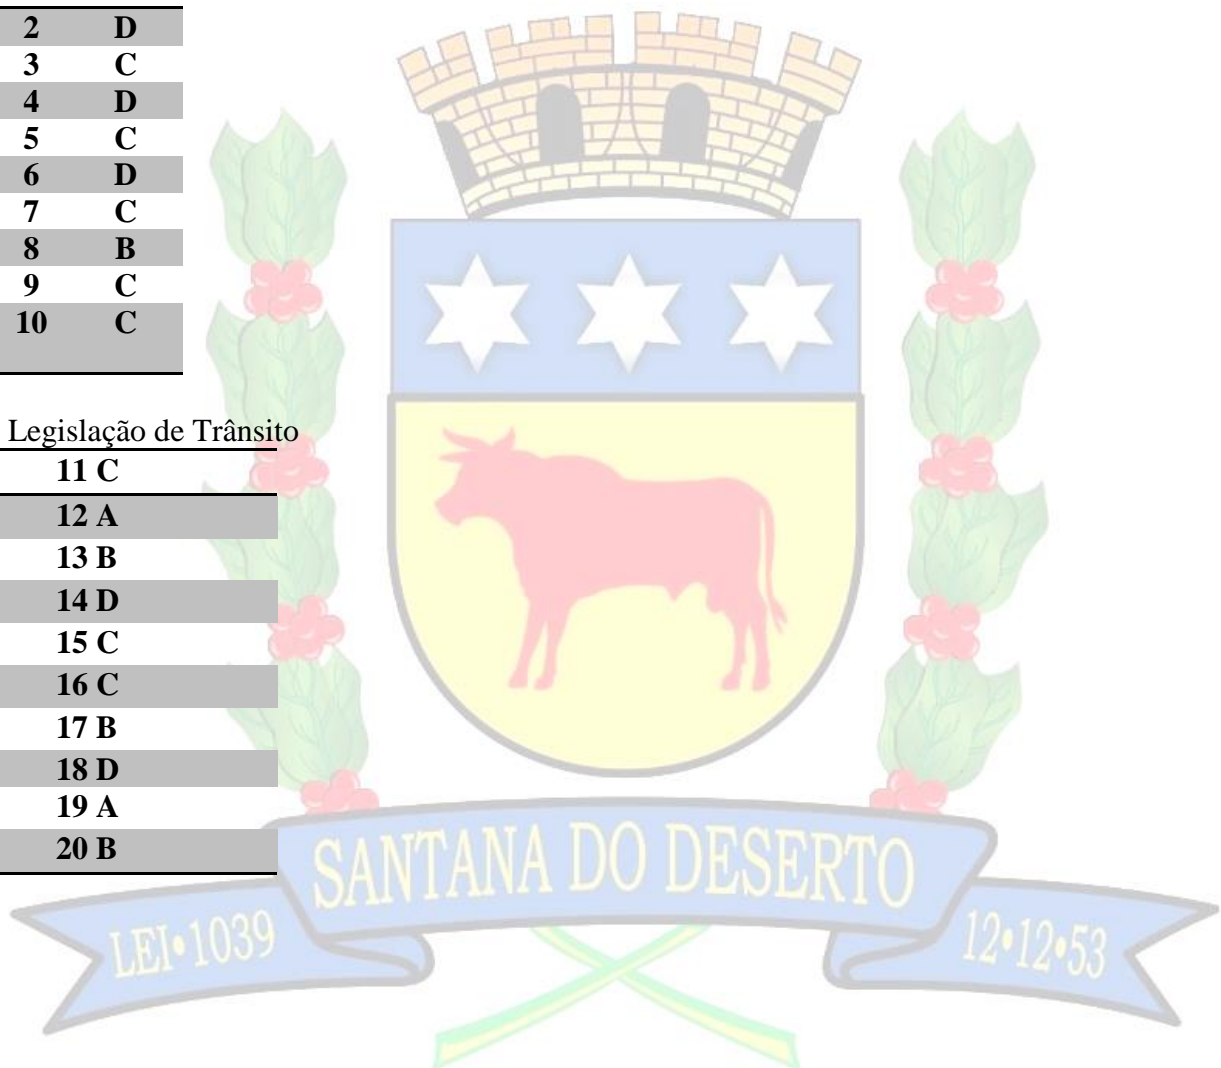 2 D
3 C
4 D
5 C
6 D
7 C
8 B
9 C
10 C
Legislação de Trânsito
11 C
12 A
13 B
14 D
15 C
16 C
17 B
18 D
19 A
20 B
SANTANA DO DESERTO
LEI•1039
12•12•53